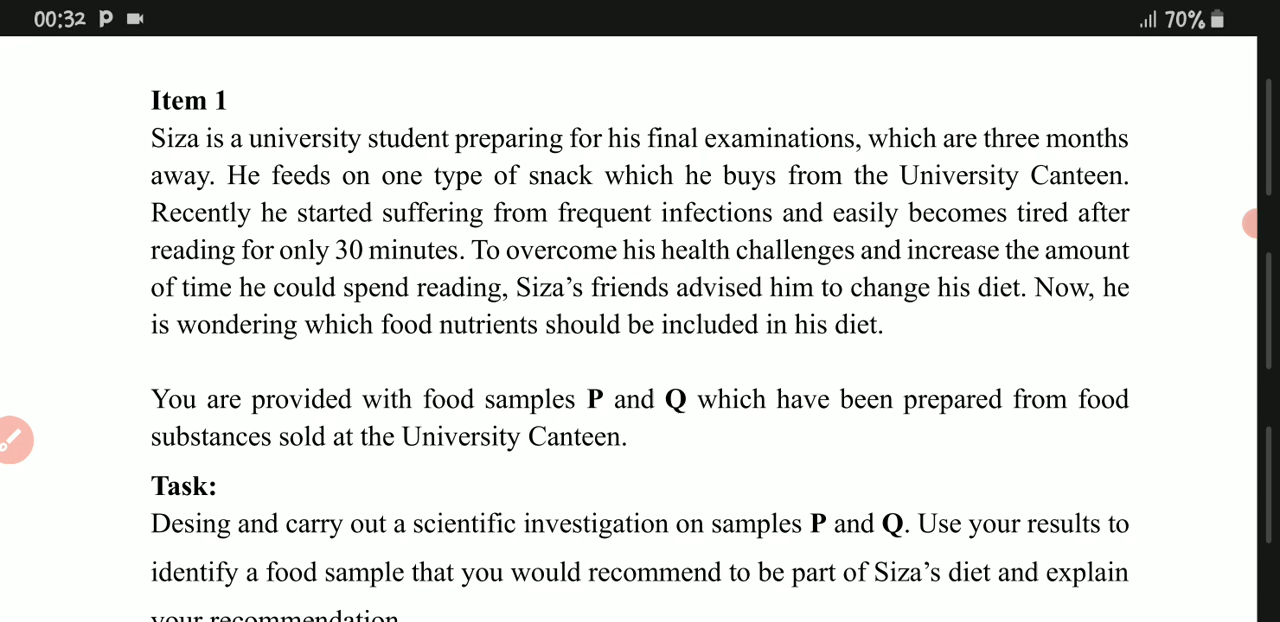 00:32 P
70%
Item 1
Siza is a university student preparing for his final examinations, which are three months
away. He feeds on one type of snack which he buys from the University Canteen.
Recently he started suffering from frequent infections and easily becomes tired after
reading for only 30 minutes. To overcome his health challenges and increase the amount
of time he could spend reading, Siza’s friends advised him to change his diet. Now, he
is wondering which food nutrients should be included in his diet.
You are provided with food samples P and Q which have been prepared from food
substances sold at the University Canteen.
Task:
Desing and carry out a scientific investigation on samples P and Q. Use your results to
identify a food sample that you would recommend to be part of Siza’s diet and explain
your recommendation.